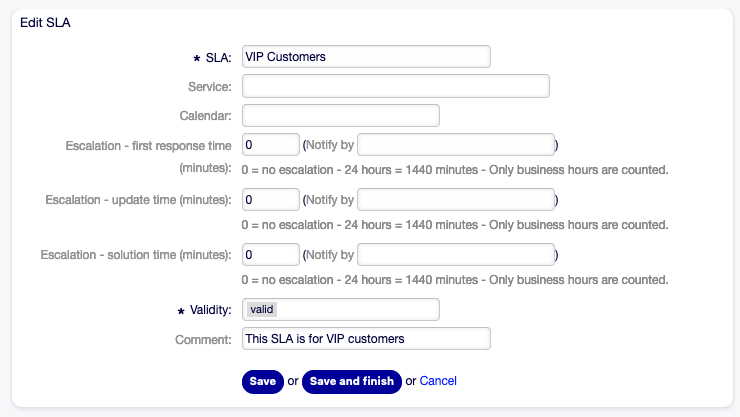 Edit SLA
* SLA: VIP Customers
Service:
Calendar:
Escalation - first response time (minutes): 0 (Notify by )
0 = no escalation - 24 hours = 1440 minutes - Only business hours are counted.
Escalation - update time (minutes): 0 (Notify by )
0 = no escalation - 24 hours = 1440 minutes - Only business hours are counted.
Escalation - solution time (minutes): 0 (Notify by )
0 = no escalation - 24 hours = 1440 minutes - Only business hours are counted.
* Validity: valid
Comment: This SLA is for VIP customers
Save or Save and finish or Cancel